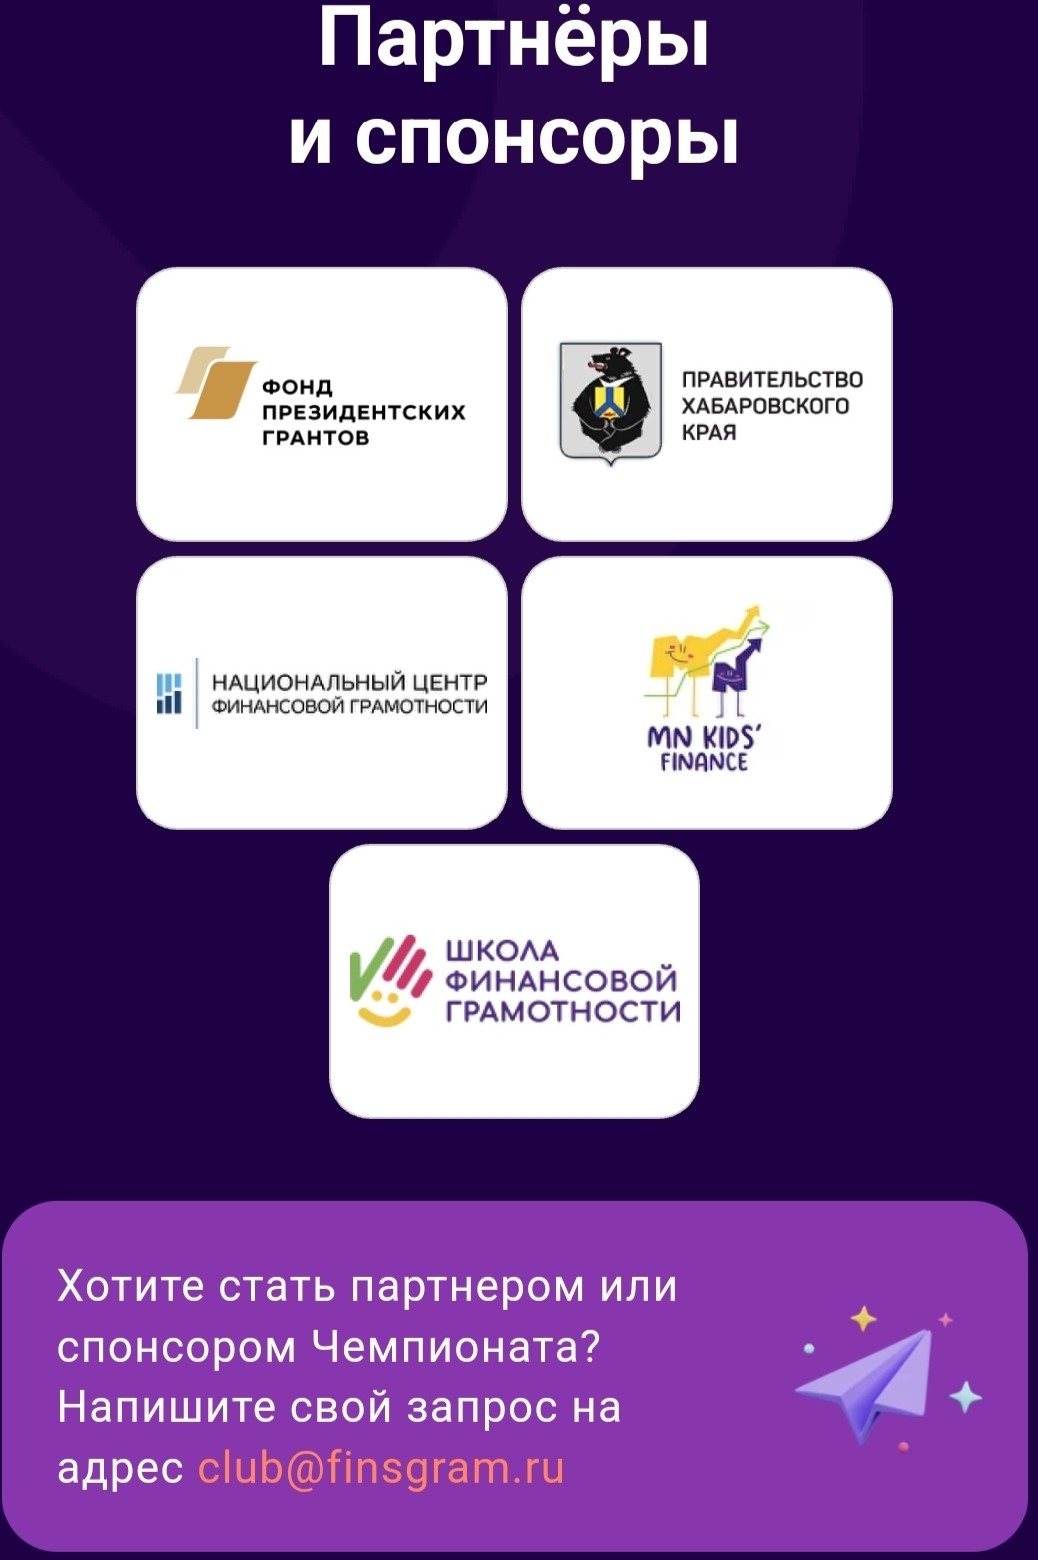 Партнёры
и спонсоры
ФОНД
ПРЕЗИДЕНТСКИХ
ГРАНТОВ
ПРАВИТЕЛЬСТВО
ХАБАРОВСКОГО
КРАЯ
НАЦИОНАЛЬНЫЙ ЦЕНТР
ФИНАНСОВОЙ ГРАМОТНОСТИ
MN KIDS'
FINANCE
ШКОЛА
ФИНАНСОВОЙ
ГРАМОТНОСТИ
Хотите стать партнером или
спонсором Чемпионата?
Напишите свой запрос на
адрес club@finsgram.ru